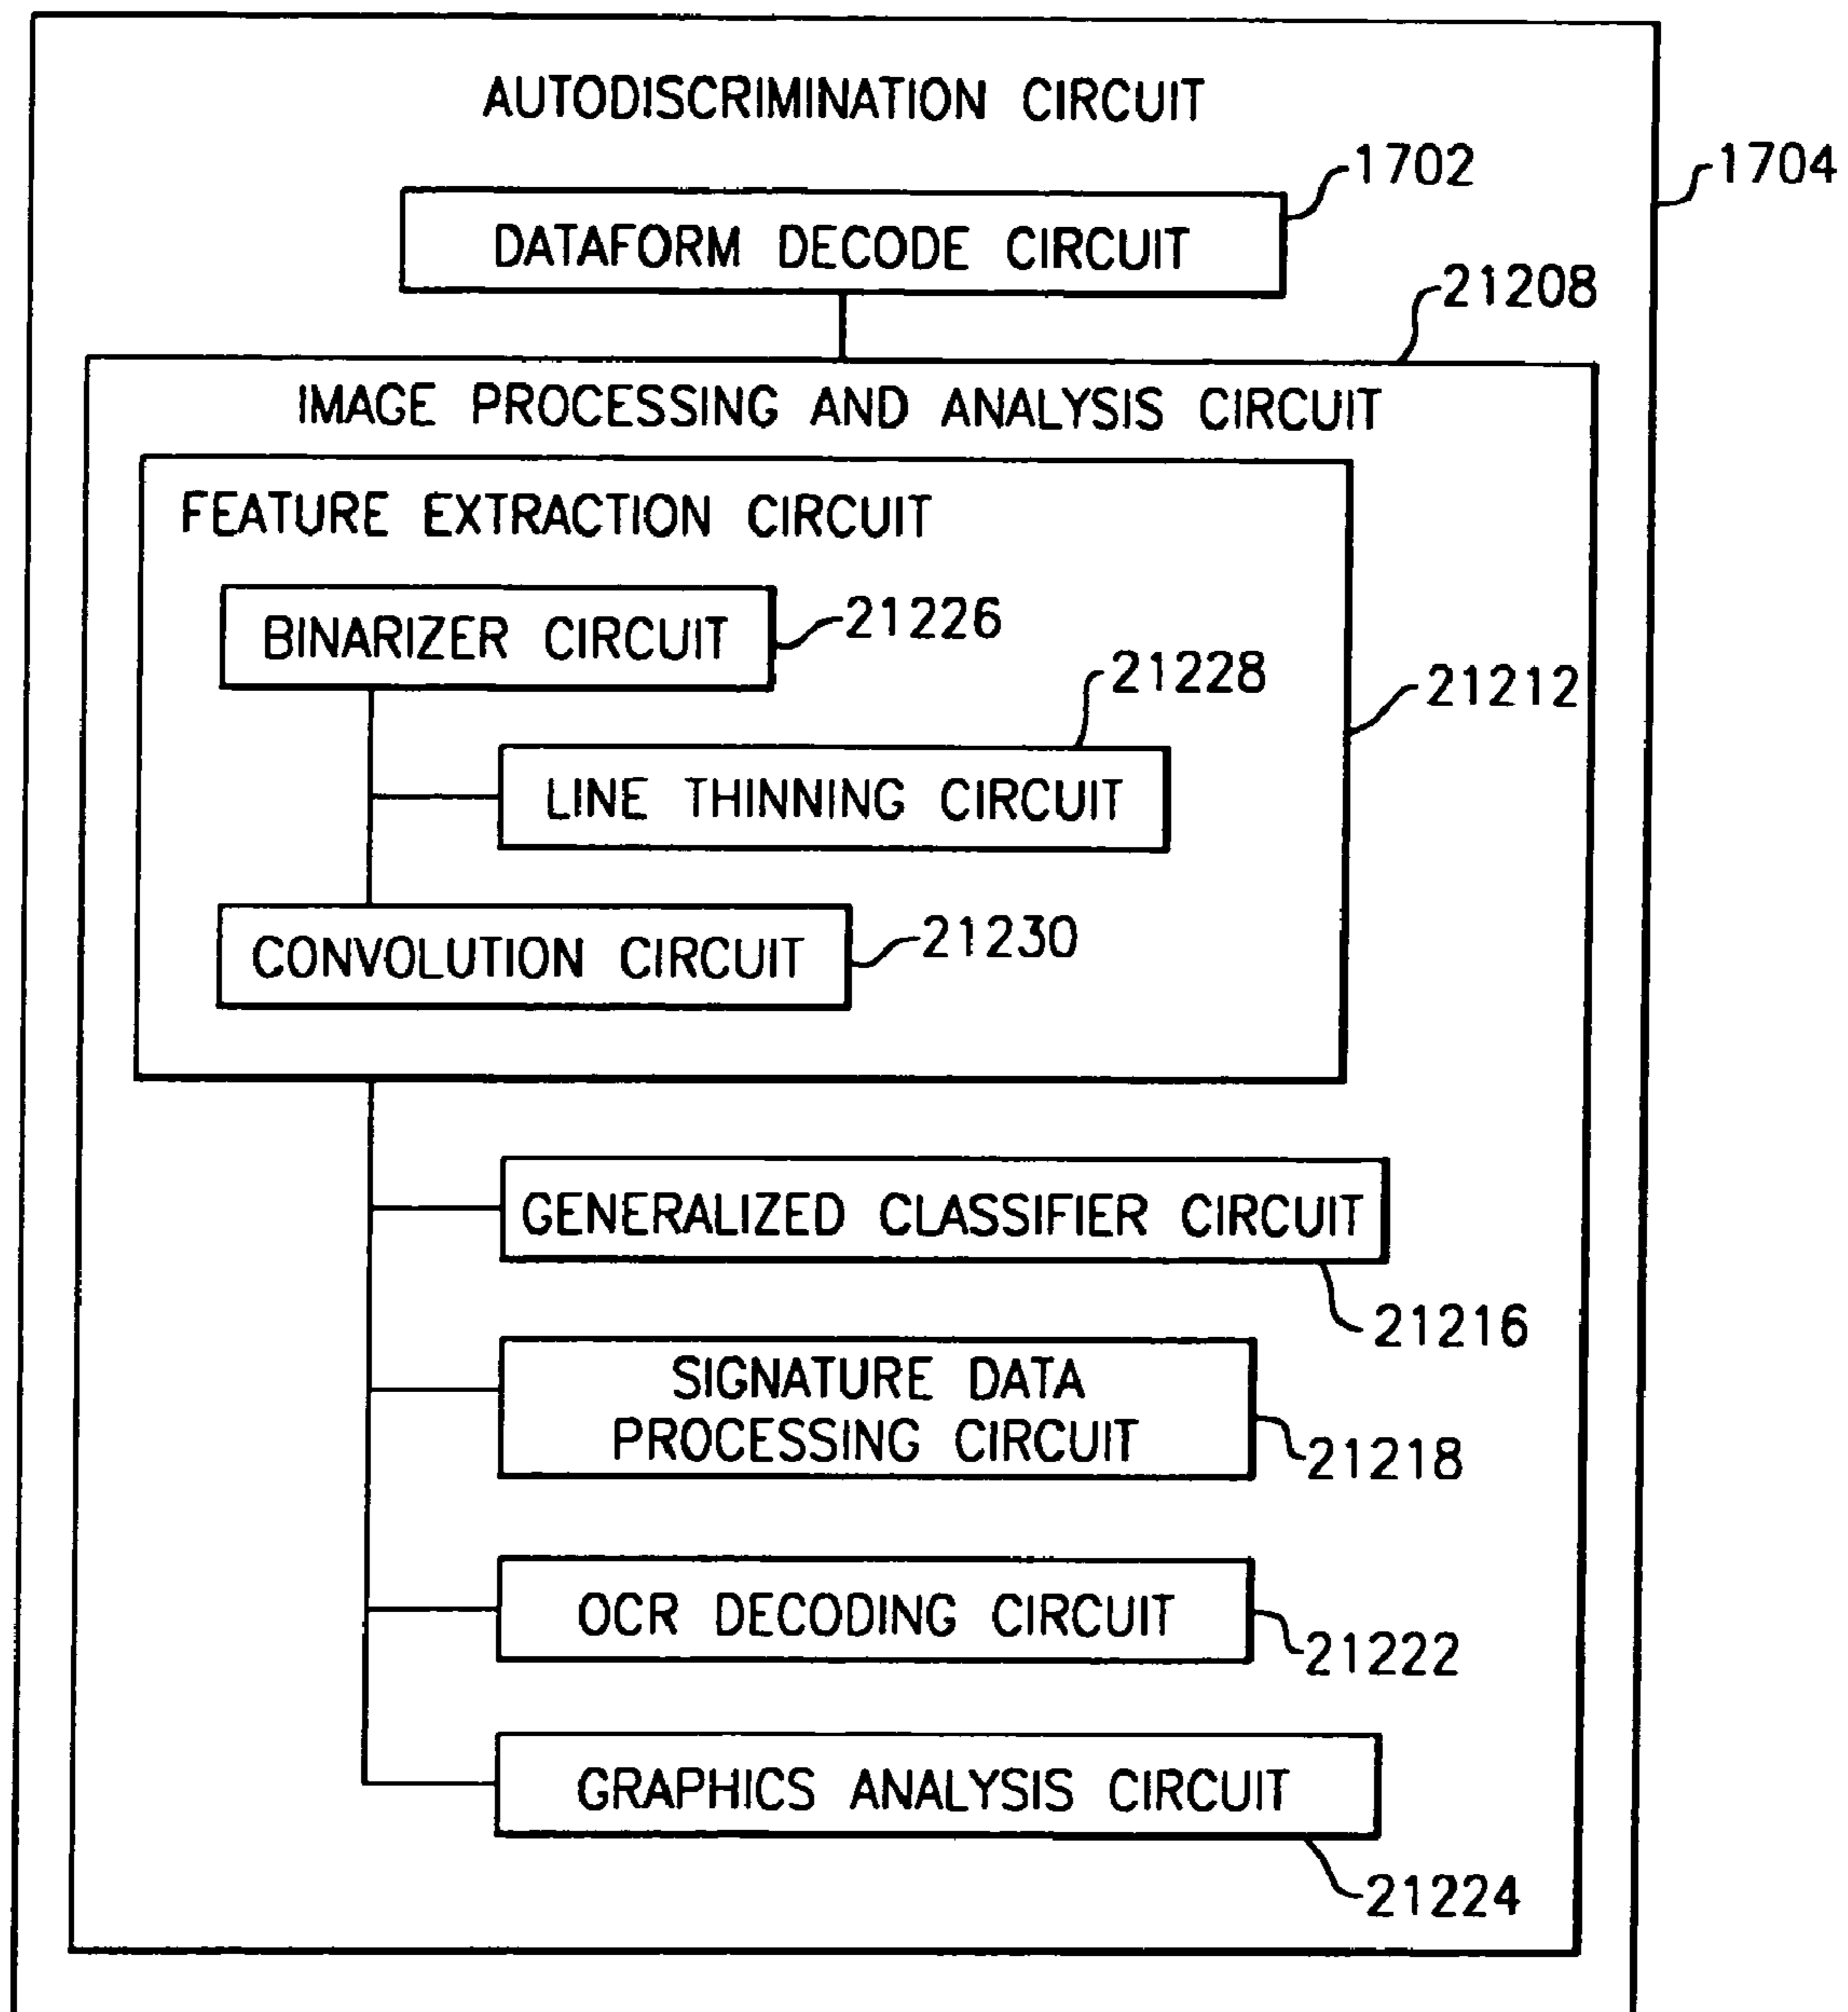 AUTODISCRIMINATION CIRCUIT
1702
1704
DATAFORM DECODE CIRCUIT
21208
IMAGE PROCESSING AND ANALYSIS CIRCUIT
FEATURE EXTRACTION CIRCUIT
BINARIZER CIRCUIT
21226
21228
21212
LINE THINNING CIRCUIT
CONVOLUTION CIRCUIT
21230
GENERALIZED CLASSIFIER CIRCUIT
21216
SIGNATURE DATA
PROCESSING CIRCUIT
21218
OCR DECODING CIRCUIT
21222
GRAPHICS ANALYSIS CIRCUIT
21224